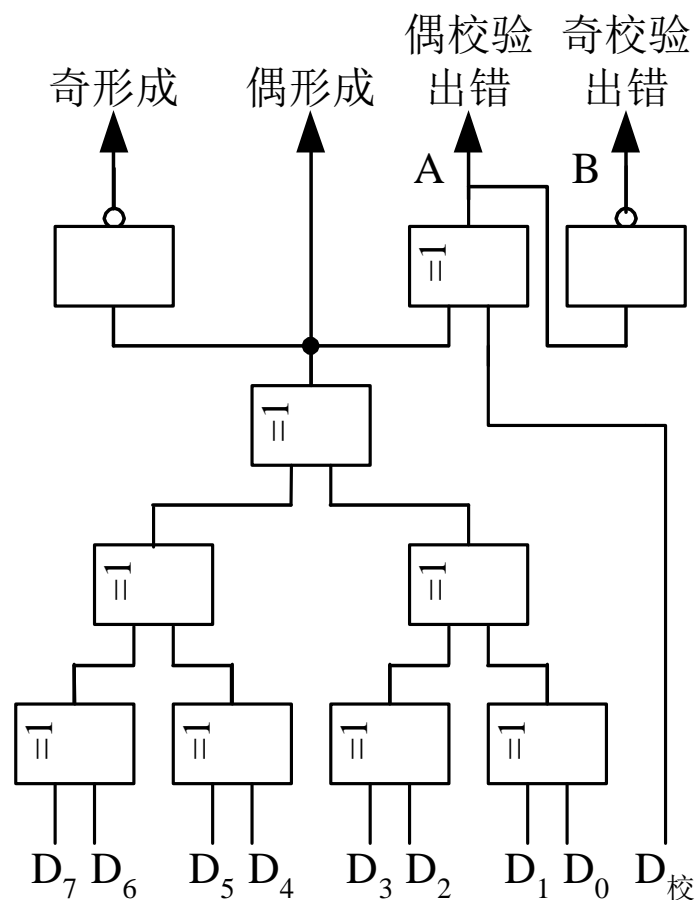 偶校验 奇校验
奇形成 偶形成 出错 出错
A B
=1
=1
=1 =1
=1 =1 =1 =1
D₇ D₆ D₅ D₄ D₃ D₂ D₁ D₀ D校